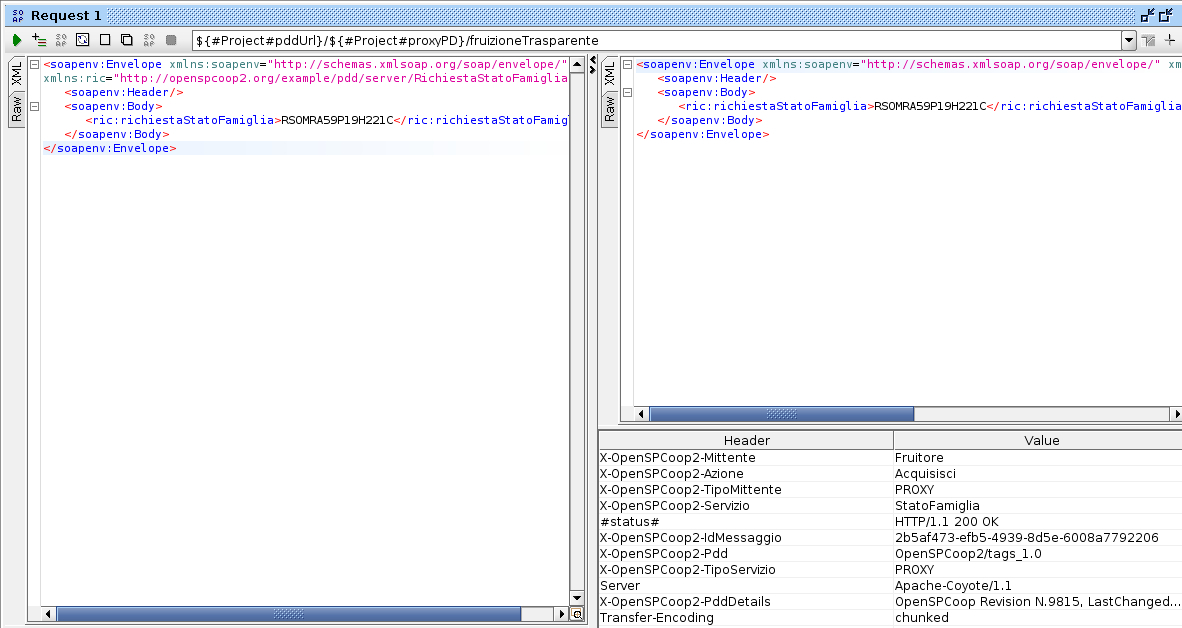 Request 1
${#Project#pddUrl}/${#Project#proxyPD}/fruizioneTrasparente
XML
Raw
<soapenv:Envelope xmlns:soapenv="http://schemas.xmlsoap.org/soap/envelope/"
xmlns:ric="http://openspcoop2.org/example/pdd/server/RichiestaStatoFamiglia
<soapenv:Header/>
<soapenv:Body>
<ric:richiestaStatoFamiglia>RSOMRA59P19H221C</ric:richiestaStatoFamig
</soapenv:Body>
</soapenv:Envelope>
XML
Raw
<soapenv:Envelope xmlns:soapenv="http://schemas.xmlsoap.org/soap/envelope/" xm
<soapenv:Header/>
<soapenv:Body>
<ric:richiestaStatoFamiglia>RSOMRA59P19H221C</ric:richiestaStatoFamiglia
</soapenv:Body>
</soapenv:Envelope>
Header Value
X-OpenSPCoop2-Mittente Fruitore
X-OpenSPCoop2-Azione Acquisisci
X-OpenSPCoop2-TipoMittente PROXY
X-OpenSPCoop2-Servizio StatoFamiglia
#status# HTTP/1.1 200 OK
X-OpenSPCoop2-IdMessaggio 2b5af473-efb5-4939-8d5e-6008a7792206
X-OpenSPCoop2-Pdd OpenSPCoop2/tags_1.0
X-OpenSPCoop2-TipoServizio PROXY
Server Apache-Coyote/1.1
X-OpenSPCoop2-PddDetails OpenSPCoop Revision N.9815, LastChanged...
Transfer-Encoding chunked